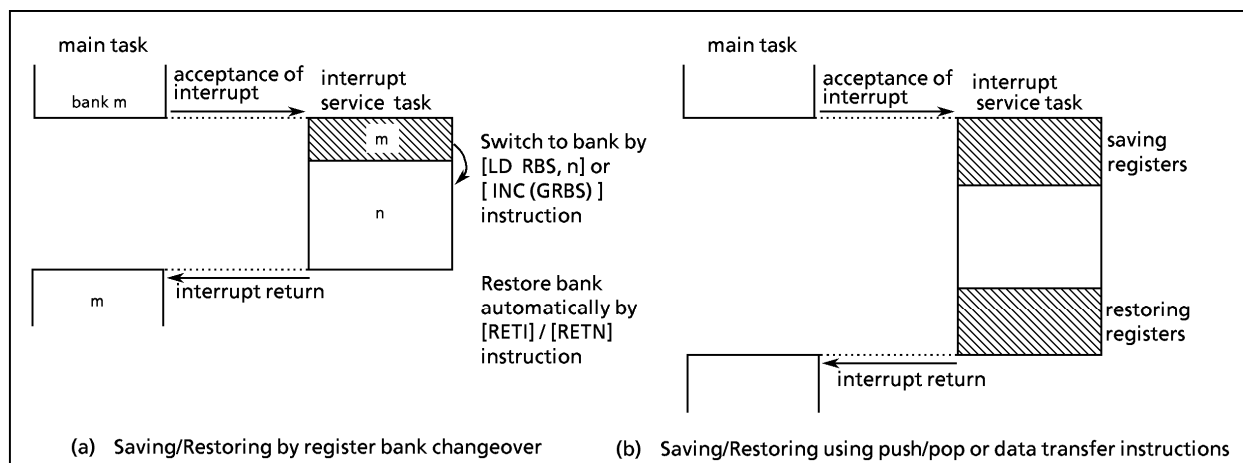 main task
acceptance of
interrupt
interrupt
service task
bank m
m
Switch to bank by
[LD RBS, n] or
[ INC (GRBS) ]
instruction
n
interrupt return
m
Restore bank
automatically by
[RETI] / [RETN]
instruction
(a) Saving/Restoring by register bank changeover
main task
acceptance of
interrupt
interrupt
service task
saving
registers
restoring
registers
interrupt return
(b) Saving/Restoring using push/pop or data transfer instructions